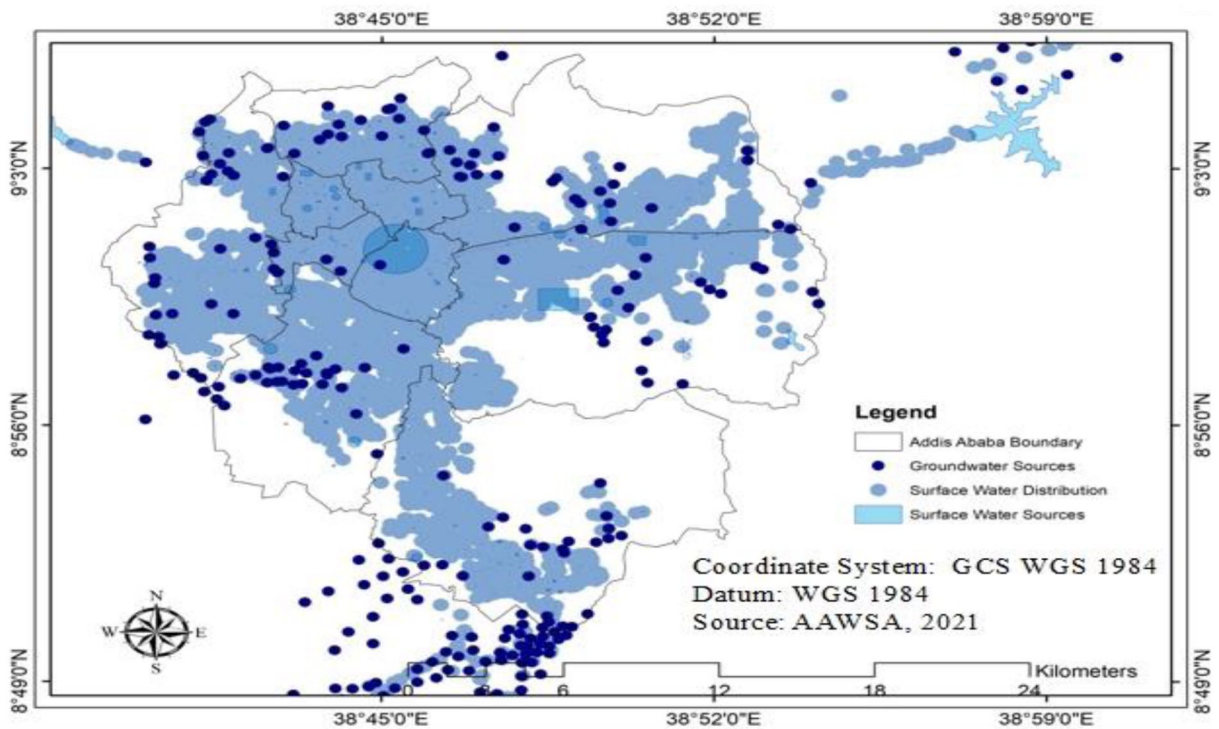 38°45'0"E 38°52'0"E 38°59'0"E
9°3'0"N 9°3'0"N
8°56'0"N 8°56'0"N
8°49'0"N 8°49'0"N
Legend
Addis Ababa Boundary
Groundwater Sources
Surface Water Distribution
Surface Water Sources
Coordinate System: GCS WGS 1984
Datum: WGS 1984
Source: AAWSA, 2021
N
W E
S
Kilometers
0 3 6 12 18 24
38°45'0"E 38°52'0"E 38°59'0"E